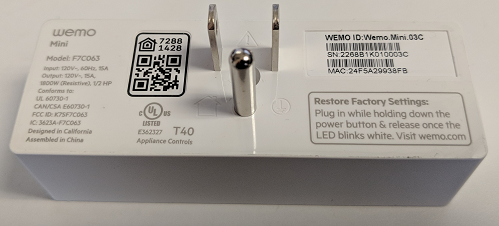 wemo
Mini
Model: F7C063
Input: 120V~, 60Hz, 15A
Output: 120V~, 15A,
1800W (Resistive), 1/2 HP
Conforms to:
UL 60730-1
CAN/CSA E60730-1
FCC ID: K7SF7C063
IC: 3623A-F7C063
Designed in California
Assembled in China
7288
1428
C UL US
LISTED
E362327
T40
Appliance Controls
WEMO ID:Wemo.Mini.03C
SN:2268B1K010003C
MAC:24F5A29938FB
Restore Factory Settings:
Plug in while holding down the
power button & release once the
LED blinks white. Visit wemo.com